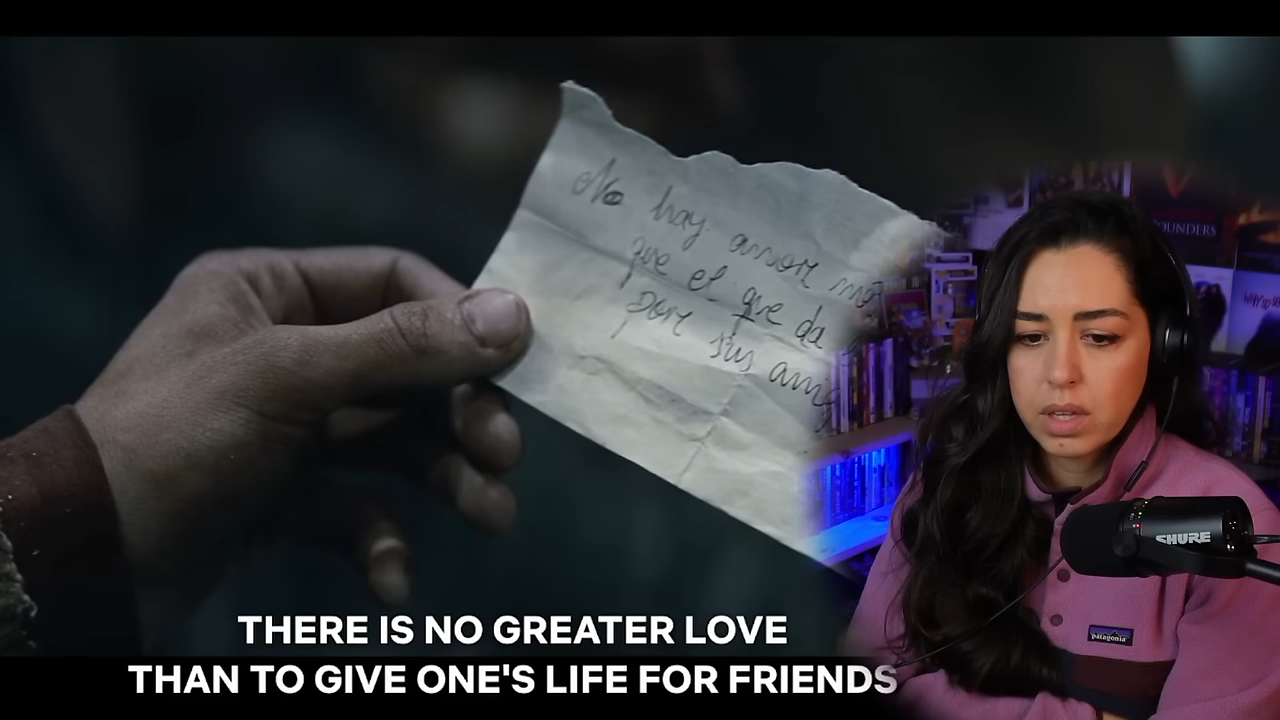 No hay amor
que el que da
por sus
THERE IS NO GREATER LOVE
THAN TO GIVE ONE'S LIFE FOR FRIENDS
OUNDERS
SHURE
patagonia